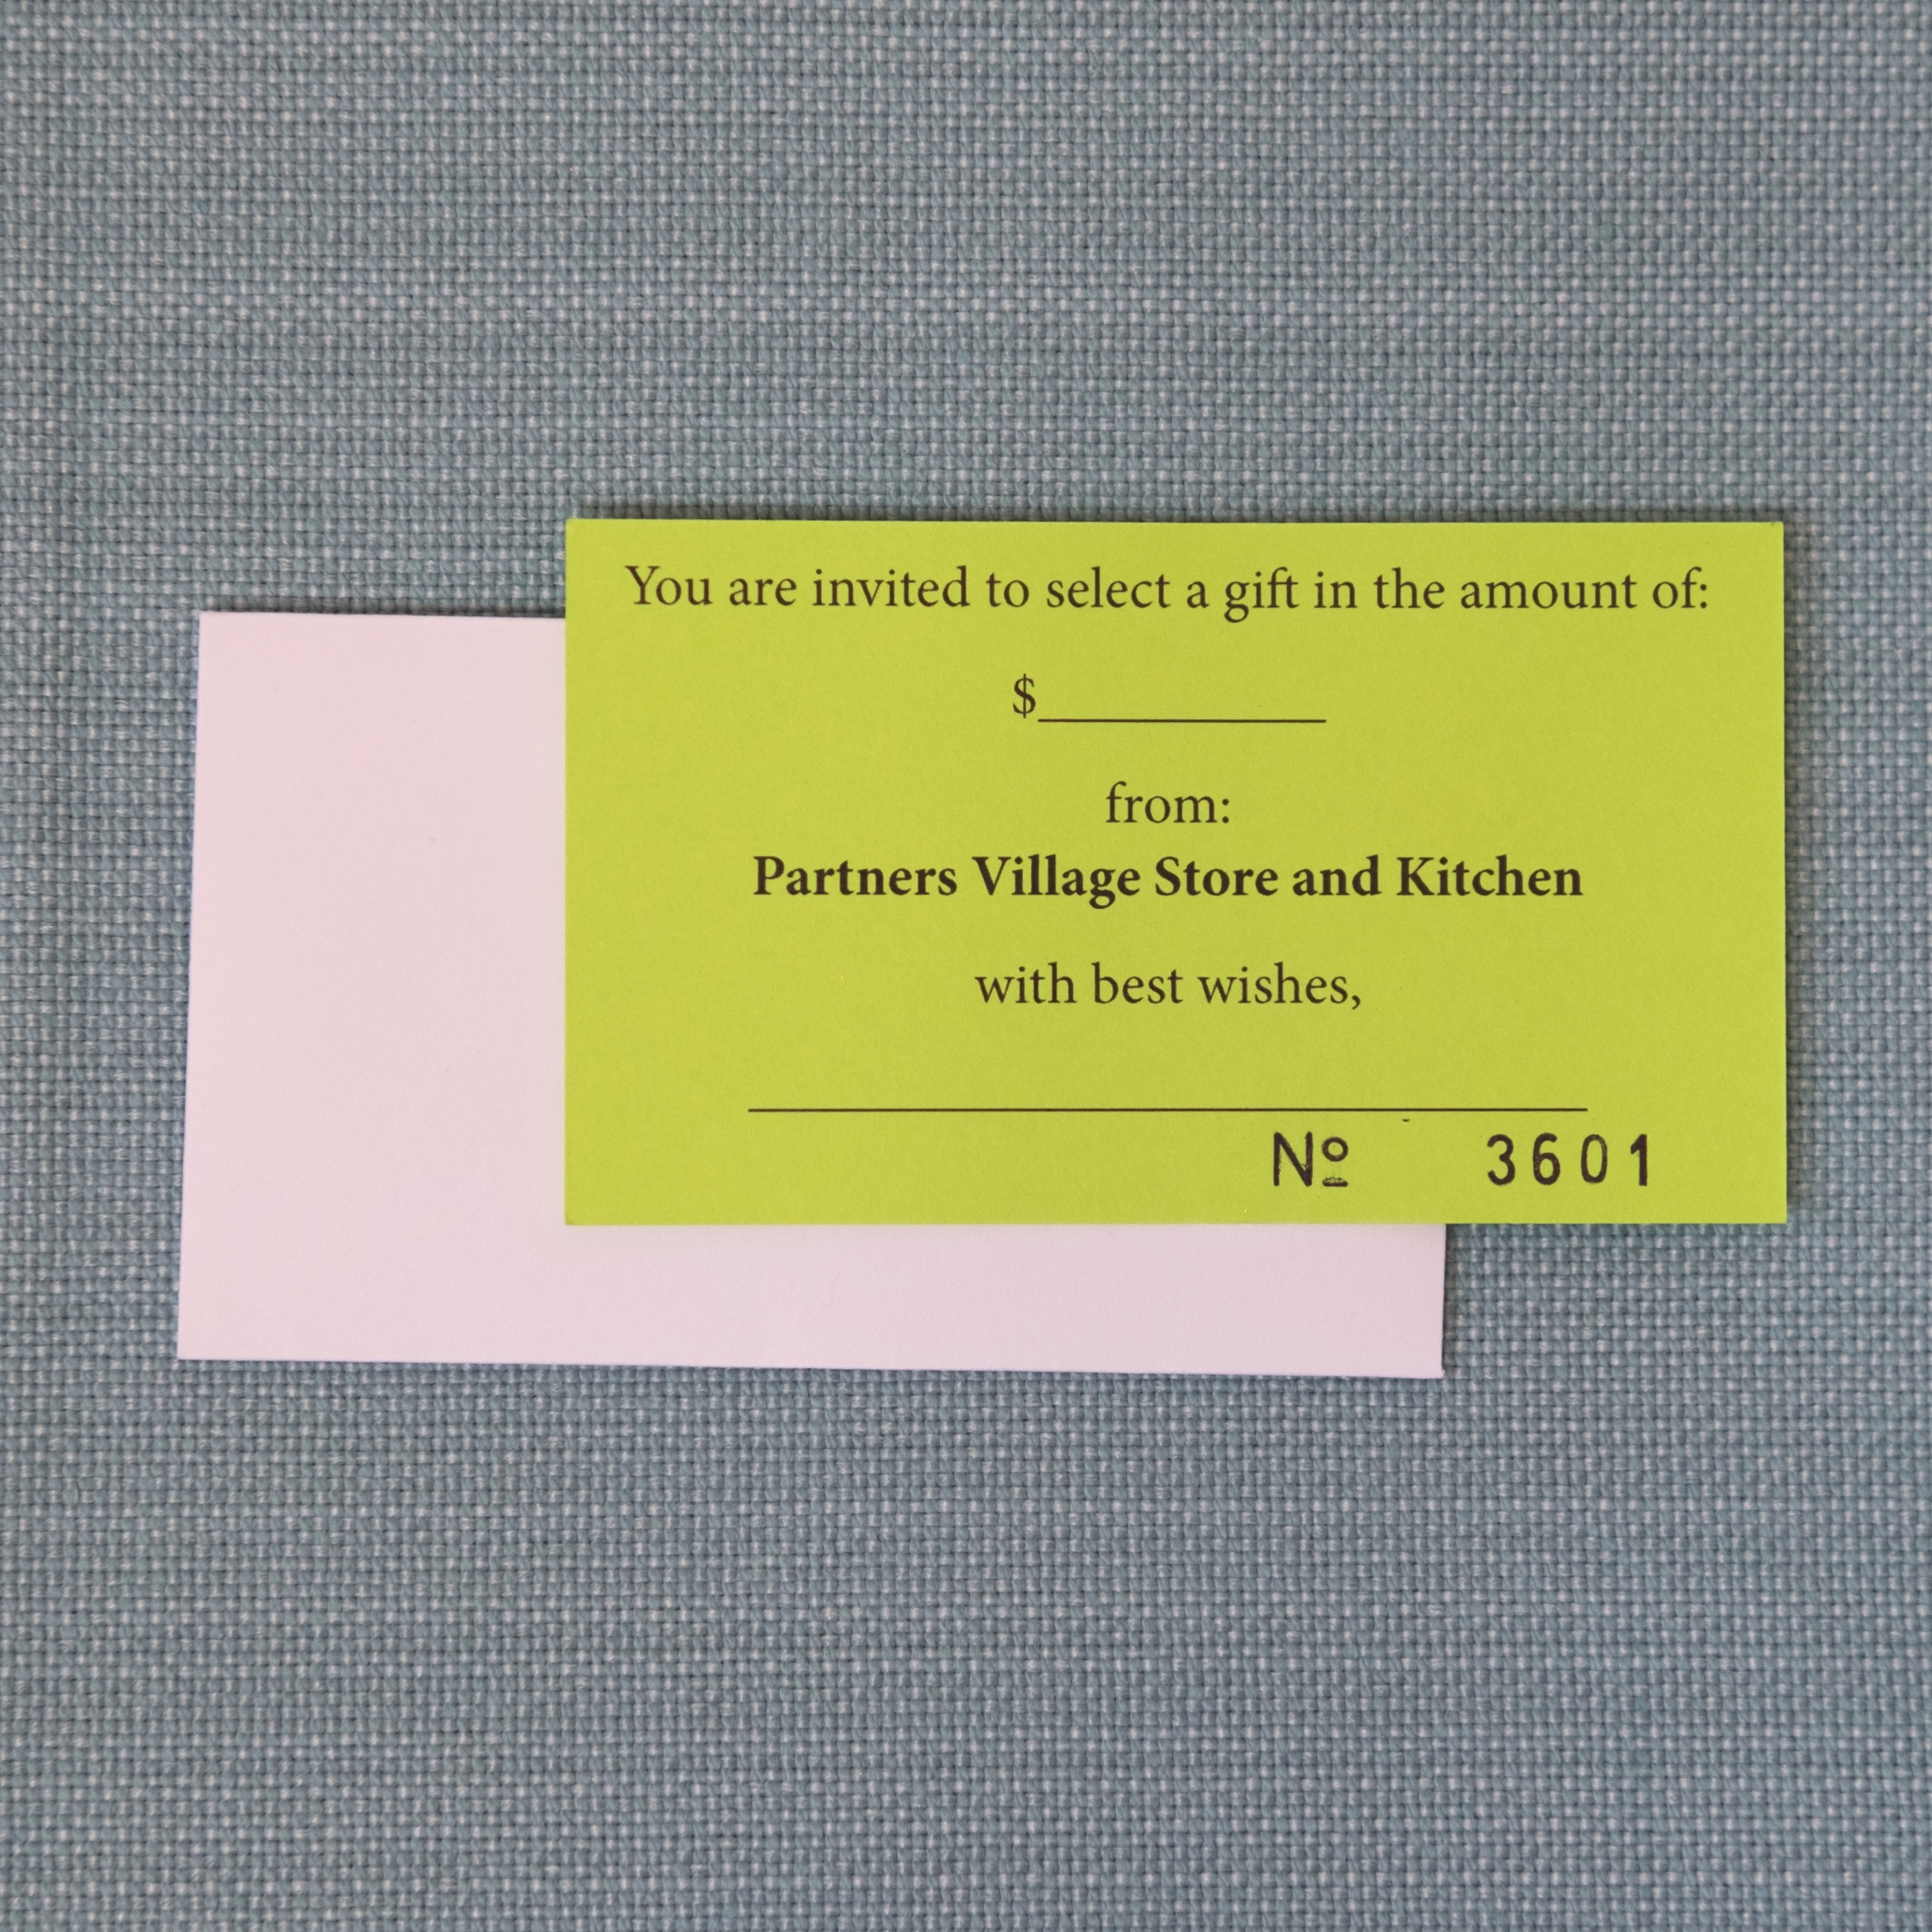 You are invited to select a gift in the amount of:
$__________
from:
Partners Village Store and Kitchen
with best wishes,
Nº 3601